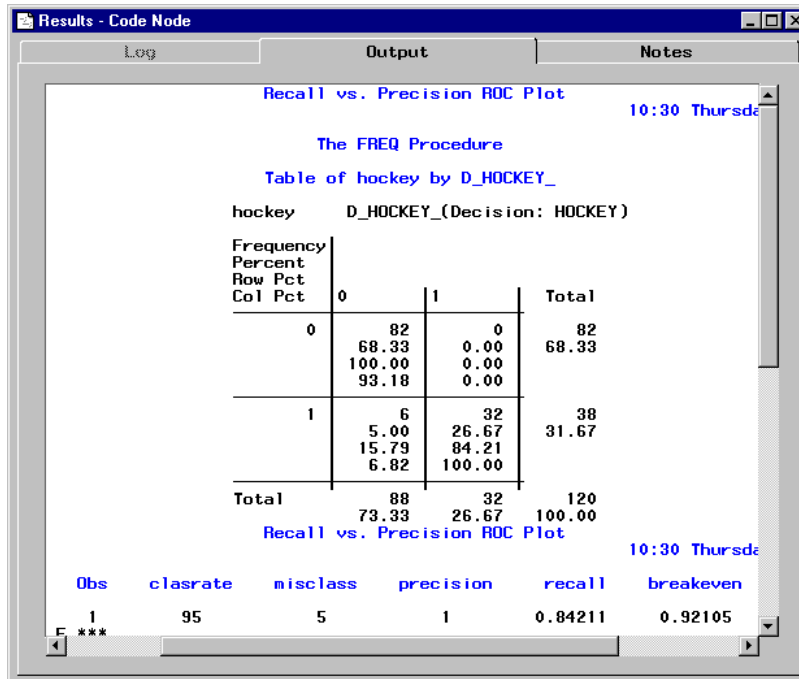 Results - Code Node
Log Output Notes
Recall vs. Precision ROC Plot
10:30 Thursda
The FREQ Procedure
Table of hockey by D_HOCKEY_
hockey D_HOCKEY_(Decision: HOCKEY)
Frequency
Percent
Row Pct
Col Pct 0 1 Total
0 82 0 82
68.33 0.00 68.33
100.00 0.00
93.18 0.00
1 6 32 38
5.00 26.67 31.67
15.79 84.21
6.82 100.00
Total 88 32 120
73.33 26.67 100.00
Recall vs. Precision ROC Plot
10:30 Thursda
Obs clasrate misclass precision recall breakeven
1 95 5 1 0.84211 0.92105
***